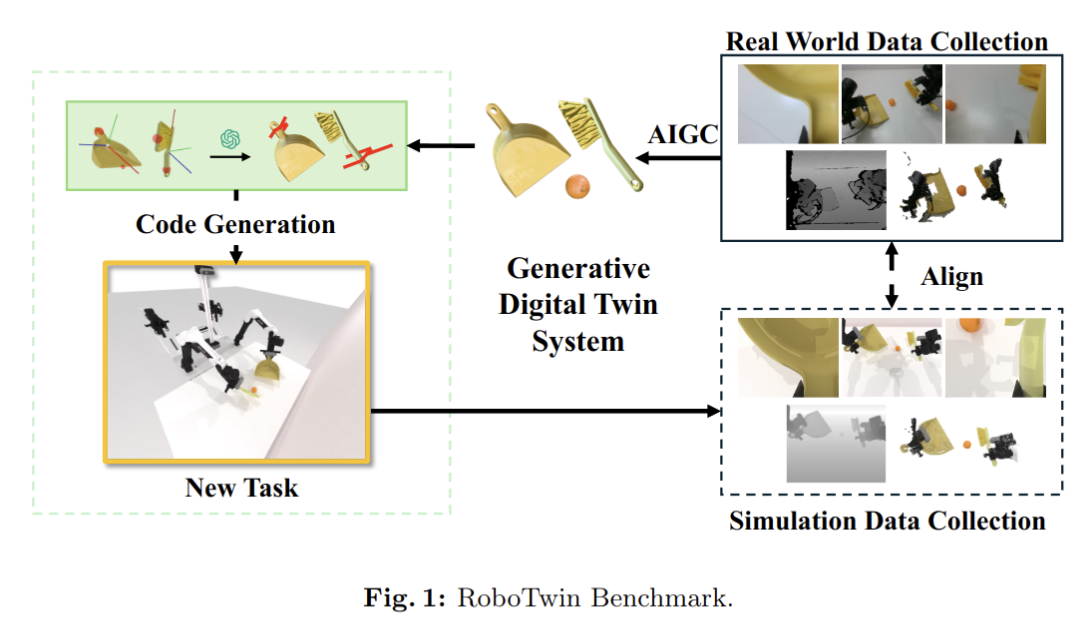 Real World Data Collection
AIGC
Code Generation
Generative
Digital Twin
System
Align
New Task
Simulation Data Collection
Fig. 1: RoboTwin Benchmark.